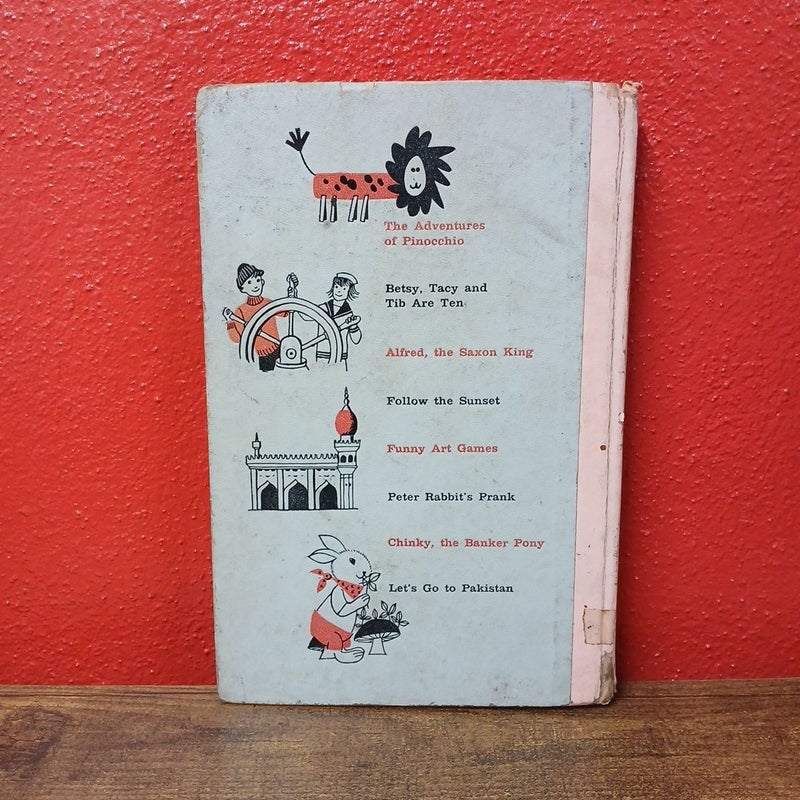 The Adventures
of Pinocchio
Betsy, Tacy and
Tib Are Ten
Alfred, the Saxon King
Follow the Sunset
Funny Art Games
Peter Rabbit's Prank
Chinky, the Banker Pony
Let's Go to Pakistan